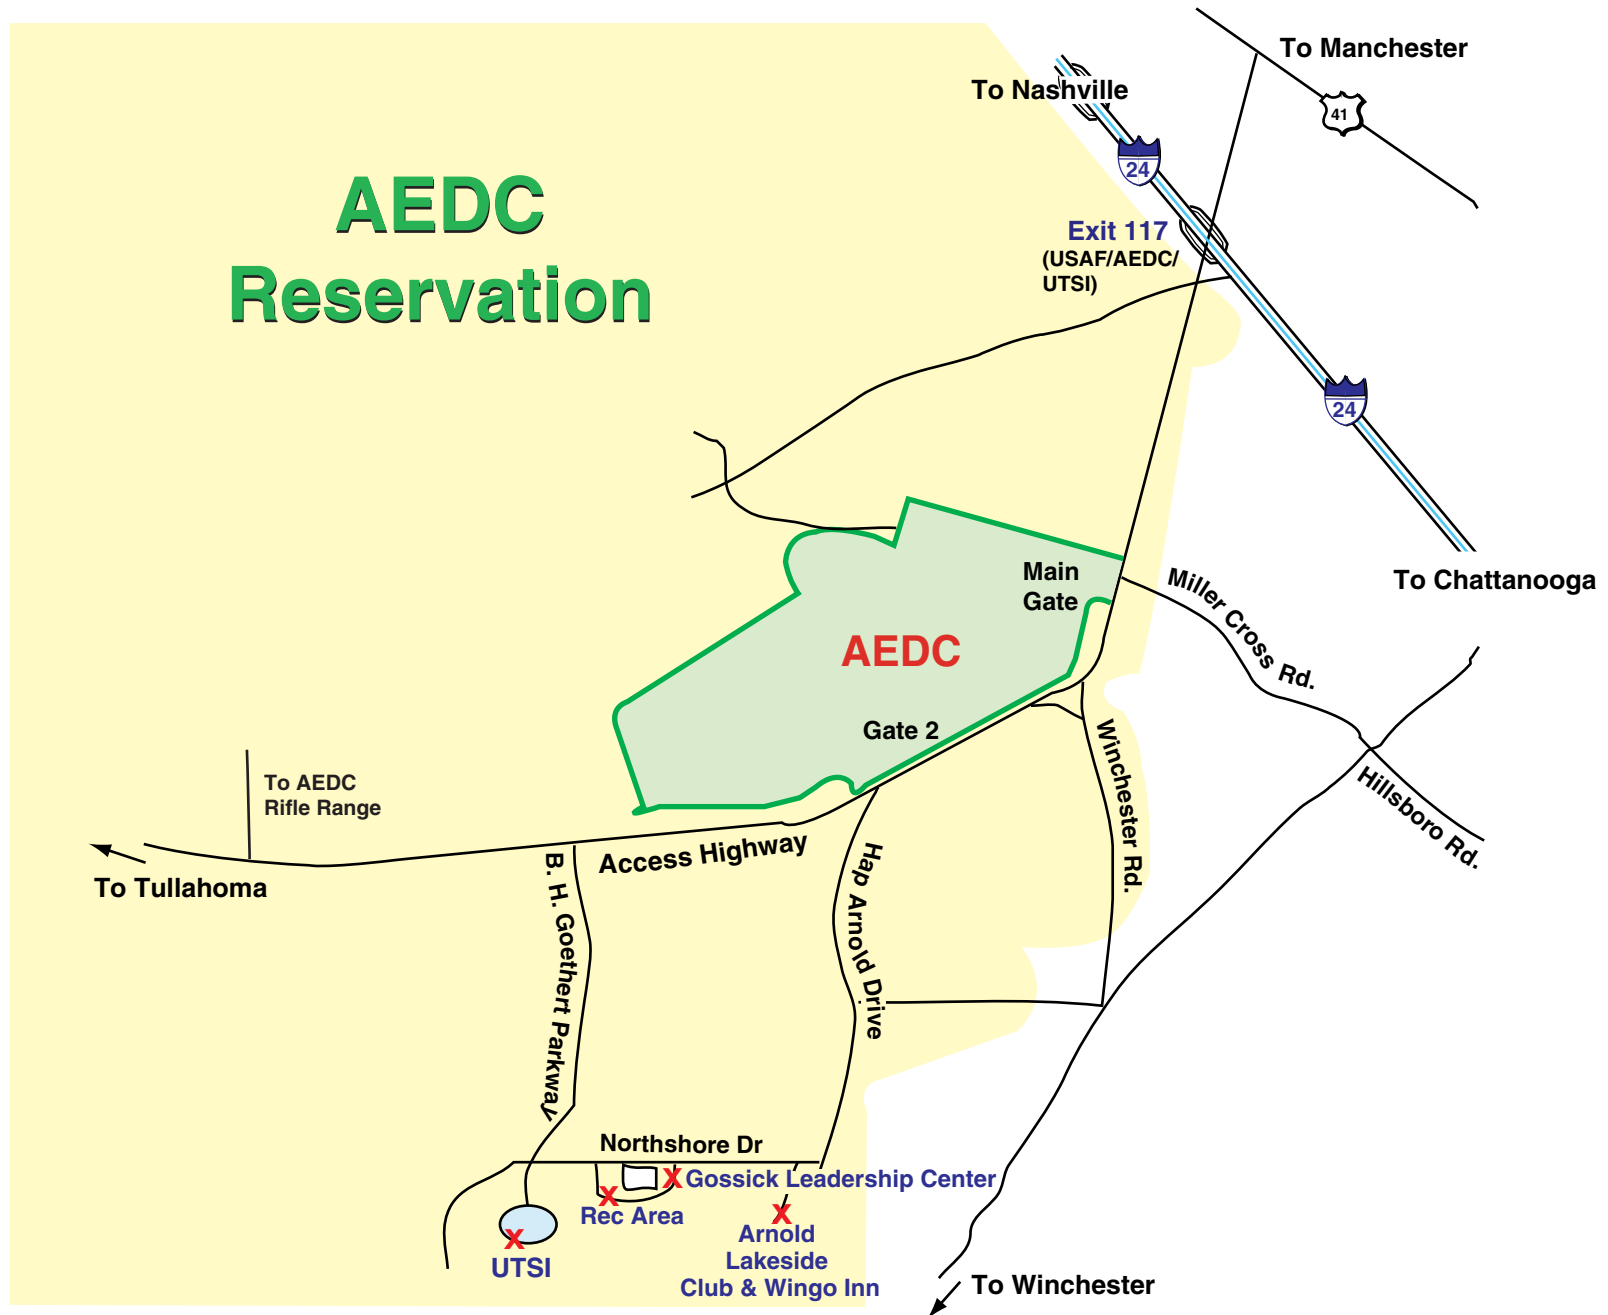 To Manchester
To Nashville
41
24
AEDC
Reservation
Exit 117
(USAF/AEDC/
UTSI)
24
Main
Gate
Miller Cross Rd.
To Chattanooga
AEDC
Gate 2
Winchester Rd.
Hillsboro Rd.
To AEDC
Rifle Range
Access Highway
To Tullahoma
B. H. Goethert Parkway
Hap Arnold Drive
Northshore Dr
X Gossick Leadership Center
X
Rec Area
X
Arnold
Lakeside
Club & Wingo Inn
X
UTSI
To Winchester